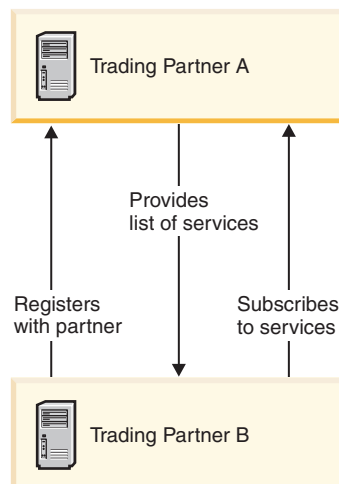 Trading Partner A
Provides
list of services
Registers
with partner
Subscribes
to services
Trading Partner B